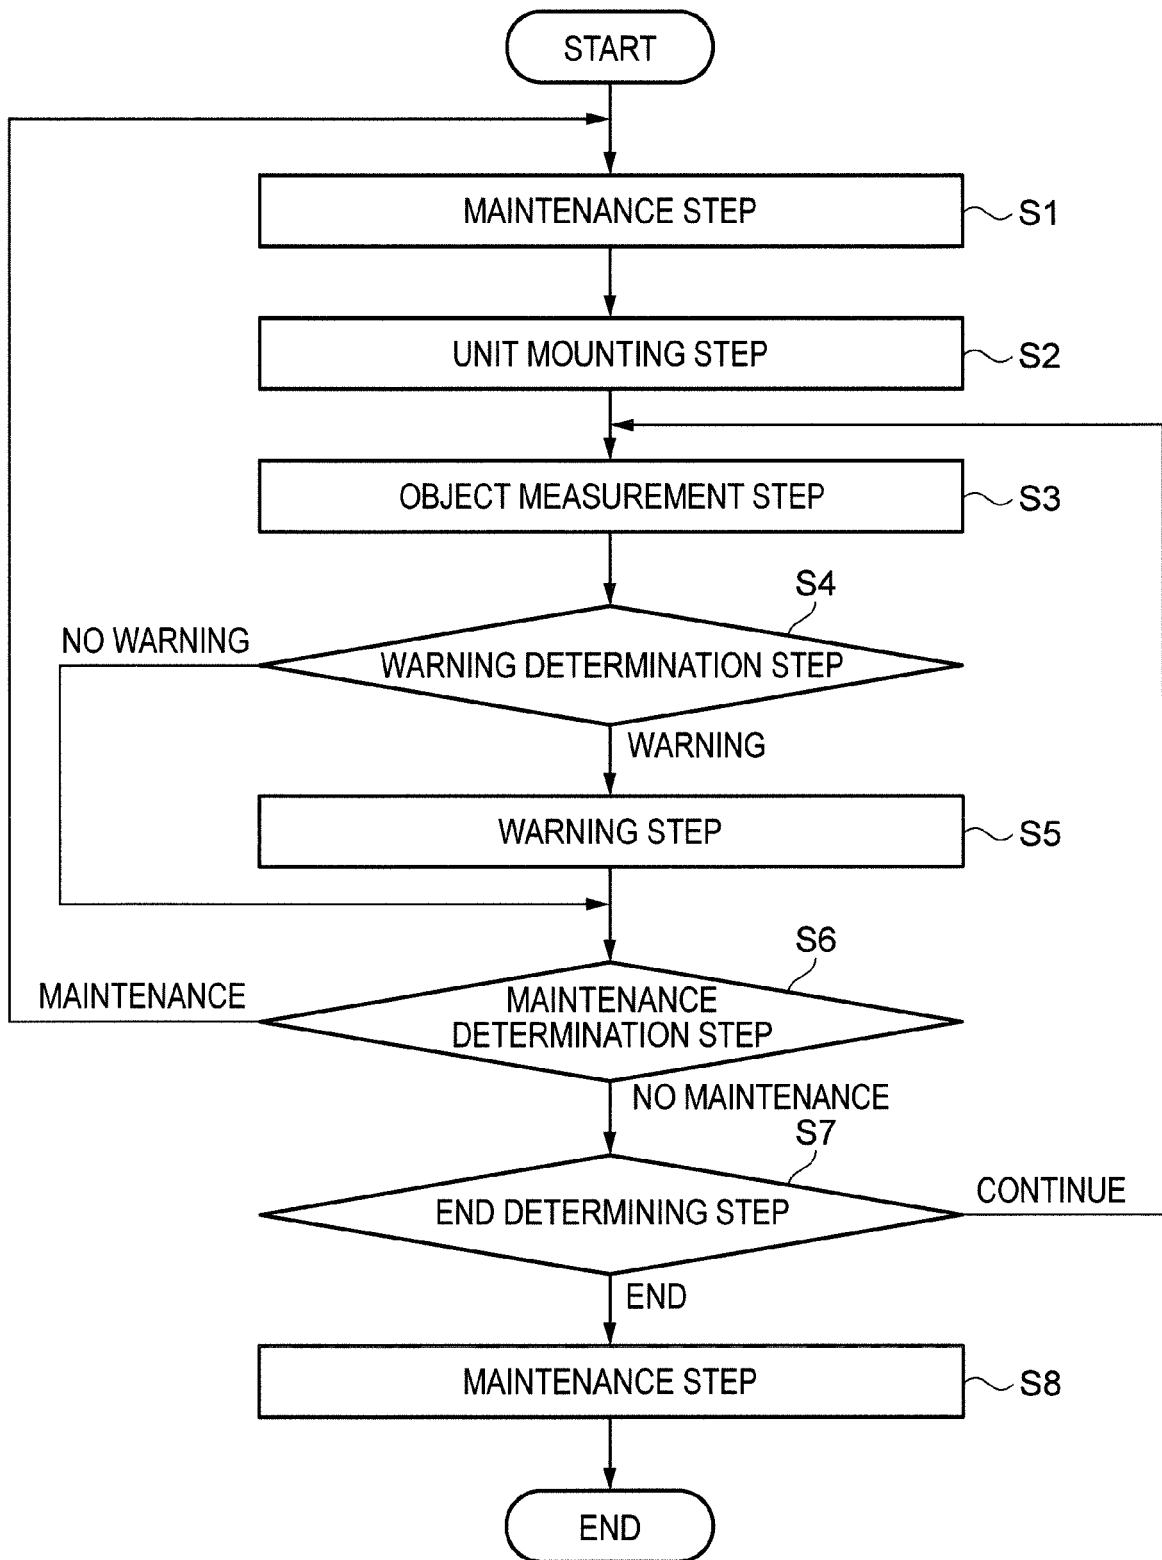 START
MAINTENANCE STEP
S1
UNIT MOUNTING STEP
S2
OBJECT MEASUREMENT STEP
S3
S4
NO WARNING
WARNING DETERMINATION STEP
WARNING
WARNING STEP
S5
S6
MAINTENANCE
MAINTENANCE
DETERMINATION STEP
NO MAINTENANCE
S7
END DETERMINING STEP
CONTINUE
END
MAINTENANCE STEP
S8
END